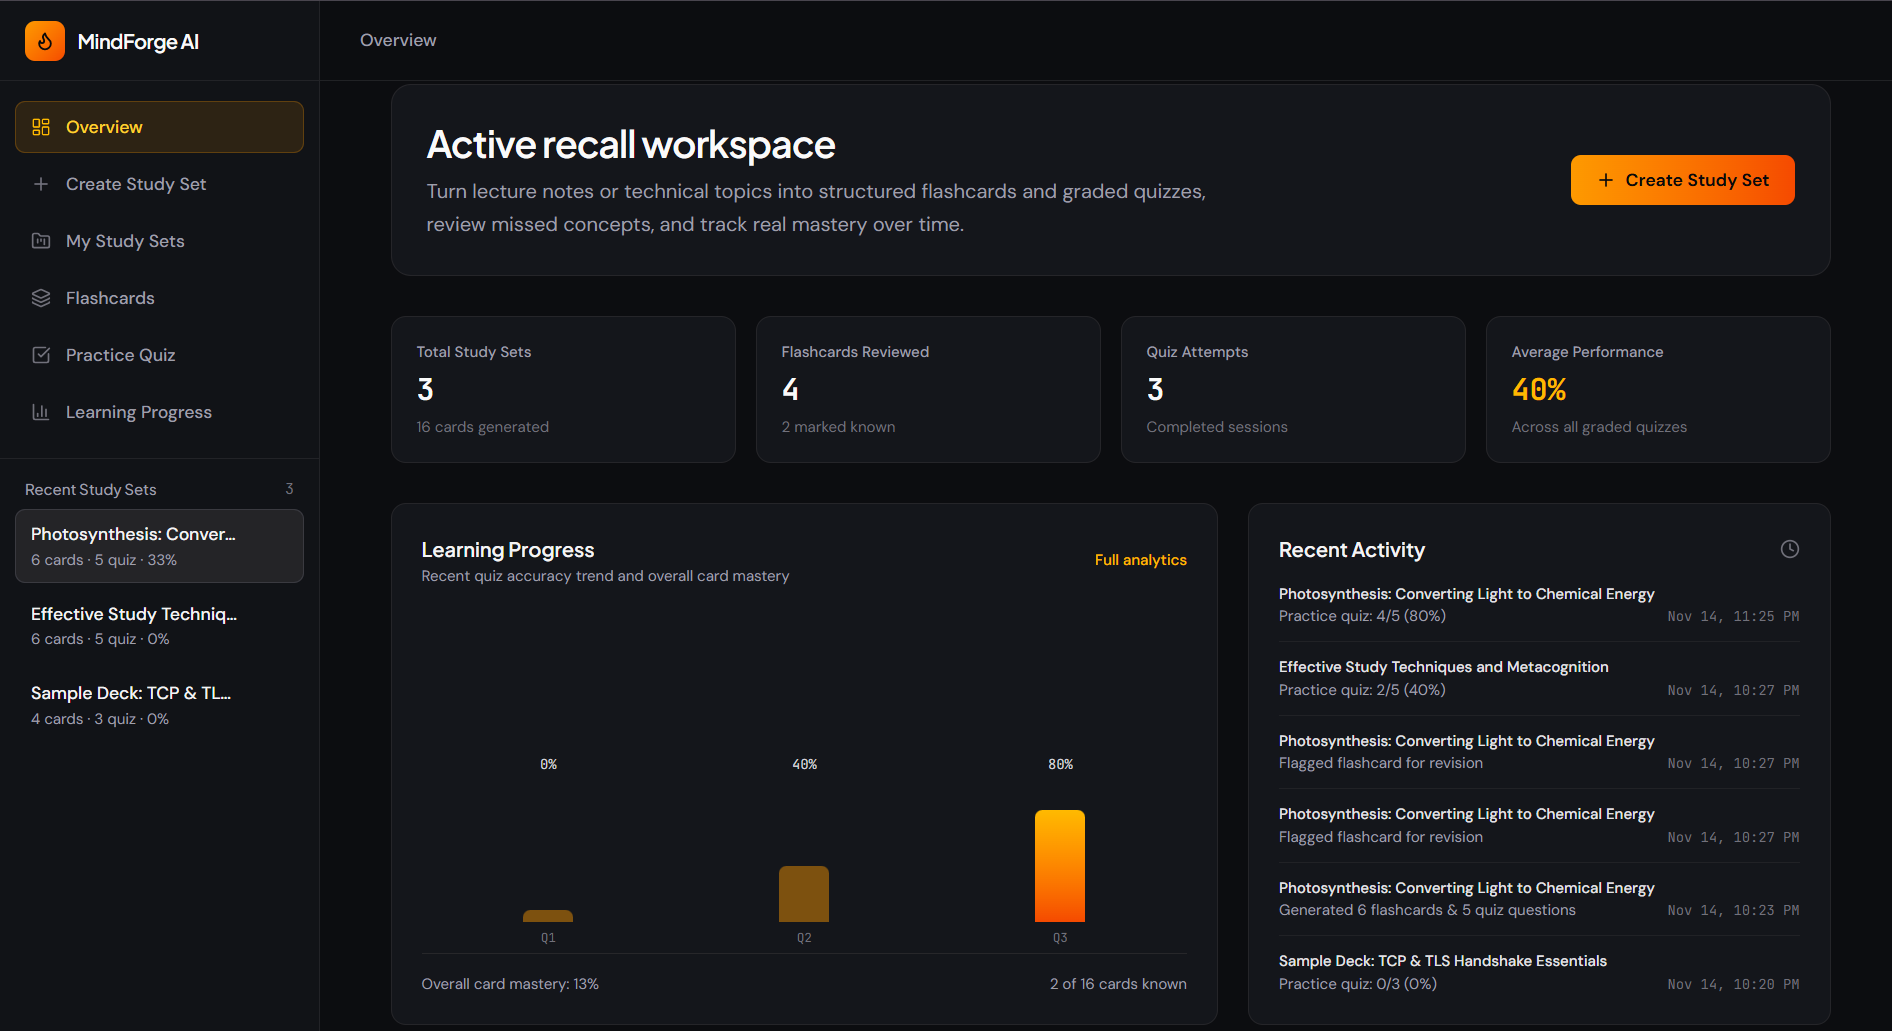 MindForge AI
Overview
Overview
Create Study Set
My Study Sets
Flashcards
Practice Quiz
Learning Progress
Recent Study Sets 3
Photosynthesis: Conver...
6 cards · 5 quiz · 33%
Effective Study Techniq...
6 cards · 5 quiz · 0%
Sample Deck: TCP & TL...
4 cards · 3 quiz · 0%
Active recall workspace
Turn lecture notes or technical topics into structured flashcards and graded quizzes,
review missed concepts, and track real mastery over time.
Create Study Set
Total Study Sets
3
16 cards generated
Flashcards Reviewed
4
2 marked known
Quiz Attempts
3
Completed sessions
Average Performance
40%
Across all graded quizzes
Learning Progress
Recent quiz accuracy trend and overall card mastery
Full analytics
0% 40% 80%
Q1 Q2 Q3
Overall card mastery: 13% 2 of 16 cards known
Recent Activity
Photosynthesis: Converting Light to Chemical Energy
Practice quiz: 4/5 (80%) Nov 14, 11:25 PM
Effective Study Techniques and Metacognition
Practice quiz: 2/5 (40%) Nov 14, 10:27 PM
Photosynthesis: Converting Light to Chemical Energy
Flagged flashcard for revision Nov 14, 10:27 PM
Photosynthesis: Converting Light to Chemical Energy
Flagged flashcard for revision Nov 14, 10:27 PM
Photosynthesis: Converting Light to Chemical Energy
Generated 6 flashcards & 5 quiz questions Nov 14, 10:23 PM
Sample Deck: TCP & TLS Handshake Essentials
Practice quiz: 0/3 (0%) Nov 14, 10:20 PM